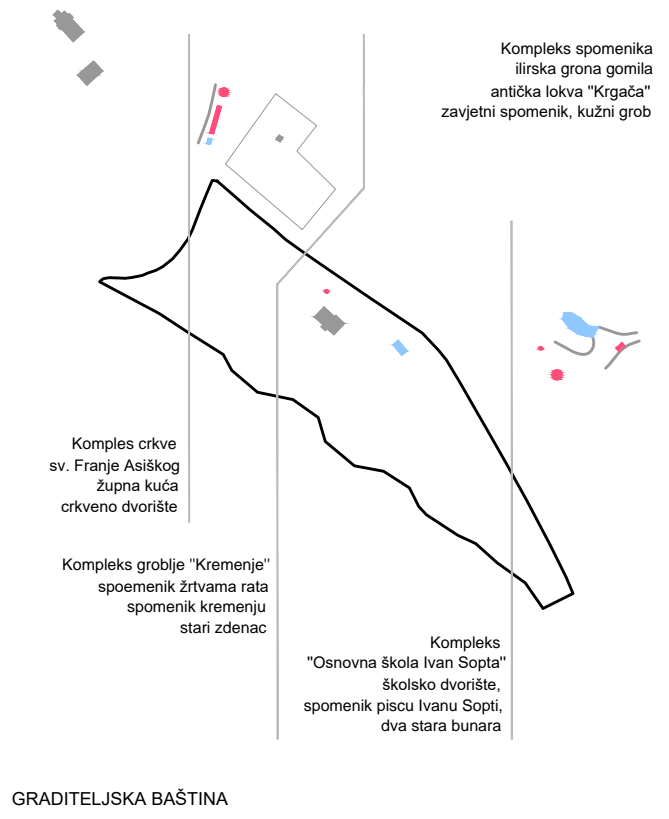 Kompleks spomenika
ilirska grona gomila
antička lokva "Krgača"
zavjetni spomenik, kužni grob
Komples crkve
sv. Franje Asiškog
župna kuća
crkveno dvorište
Kompleks groblje "Kremenje"
spoemenik žrtvama rata
spomenik kremenju
stari zdenac
Kompleks
"Osnovna škola Ivan Sopta"
školsko dvorište,
spomenik piscu Ivanu Sopti,
dva stara bunara
GRADITELJSKA BAŠTINA